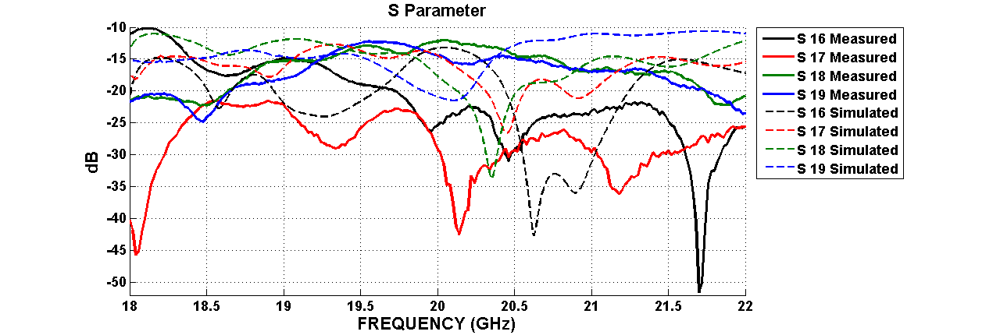 S Parameter
-10
-15
-20
-25
-30
-35
-40
-45
-50
dB
18
18.5
19
19.5
20
20.5
21
21.5
22
FREQUENCY (GHz)
S 16 Measured
S 17 Measured
S 18 Measured
S 19 Measured
S 16 Simulated
S 17 Simulated
S 18 Simulated
S 19 Simulated